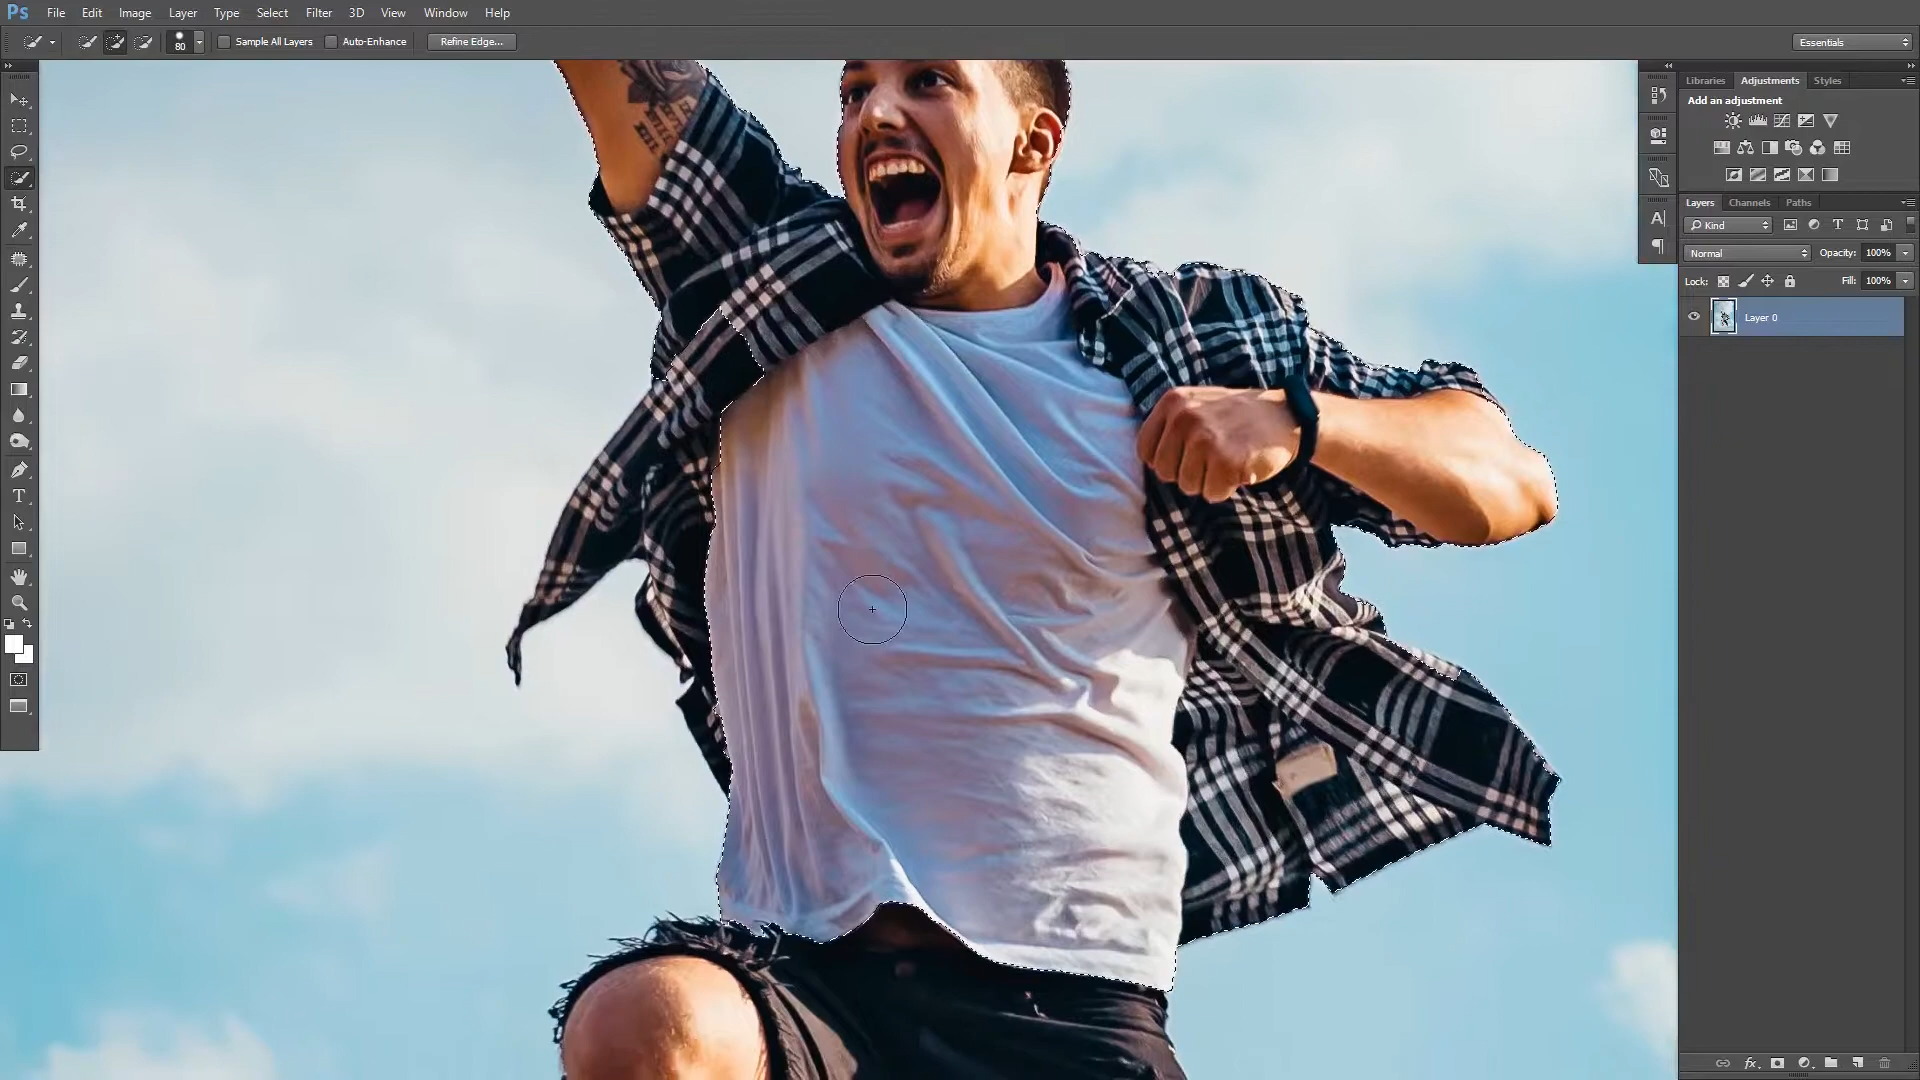 Ps File Edit Image Layer Type Select Filter 3D View Window Help
80 Sample All Layers Auto-Enhance Refine Edge... Essentials
Libraries Adjustments Styles
Add an adjustment
Layers Channels Paths
Kind
Normal Opacity: 100%
Lock: Fill: 100%
Layer 0